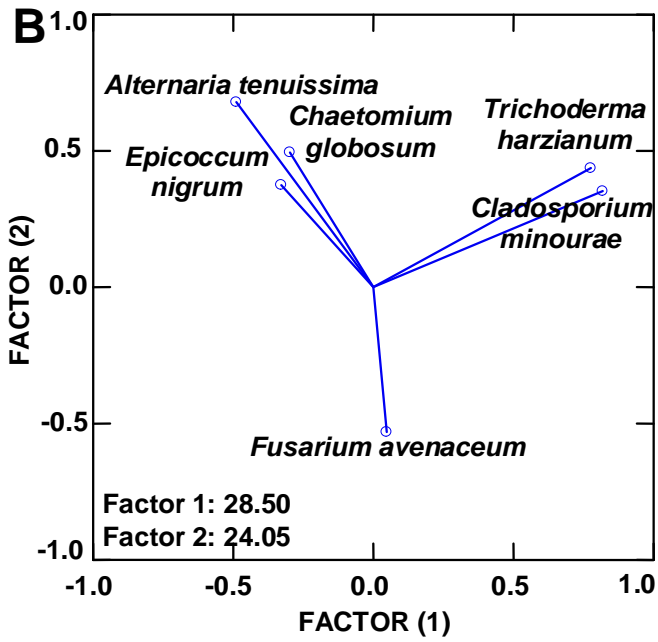 B
1.0
Alternaria tenuissima
Chaetomium
globosum
Trichoderma
harzianum
0.5
Epicoccum
nigrum
Cladosporium
minourae
0.0
FACTOR (2)
-0.5
Fusarium avenaceum
Factor 1: 28.50
Factor 2: 24.05
-1.0
-1.0 -0.5 0.0 0.5 1.0
FACTOR (1)